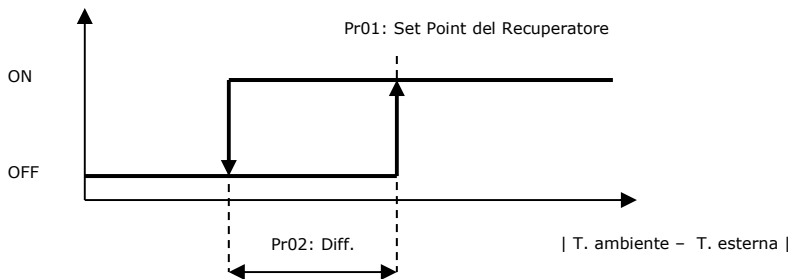 Pr01: Set Point del Recuperatore
ON
OFF
Pr02: Diff.
| T. ambiente – T. esterna |